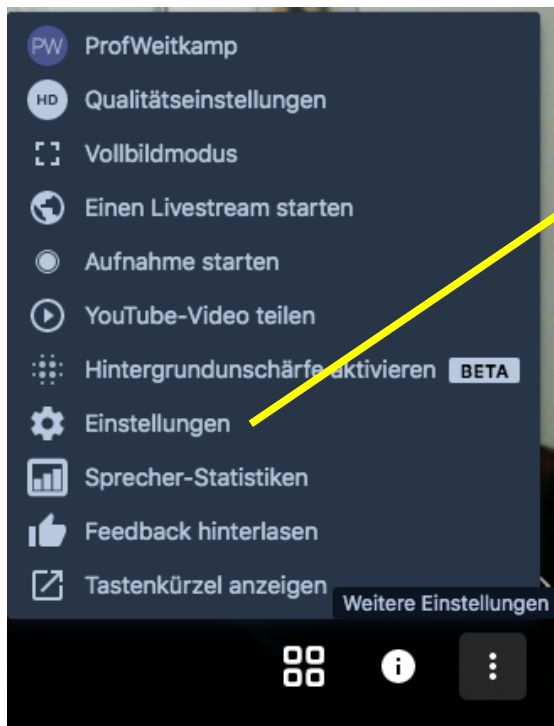 PW ProfWeitkamp
HD Qualitätseinstellungen
Vollbildmodus
Einen Livestream starten
Aufnahme starten
YouTube-Video teilen
Hintergrundunschärfe aktivieren BETA
Einstellungen
Sprecher-Statistiken
Feedback hinterlasen
Tastenkürzel anzeigen
Weitere Einstellungen